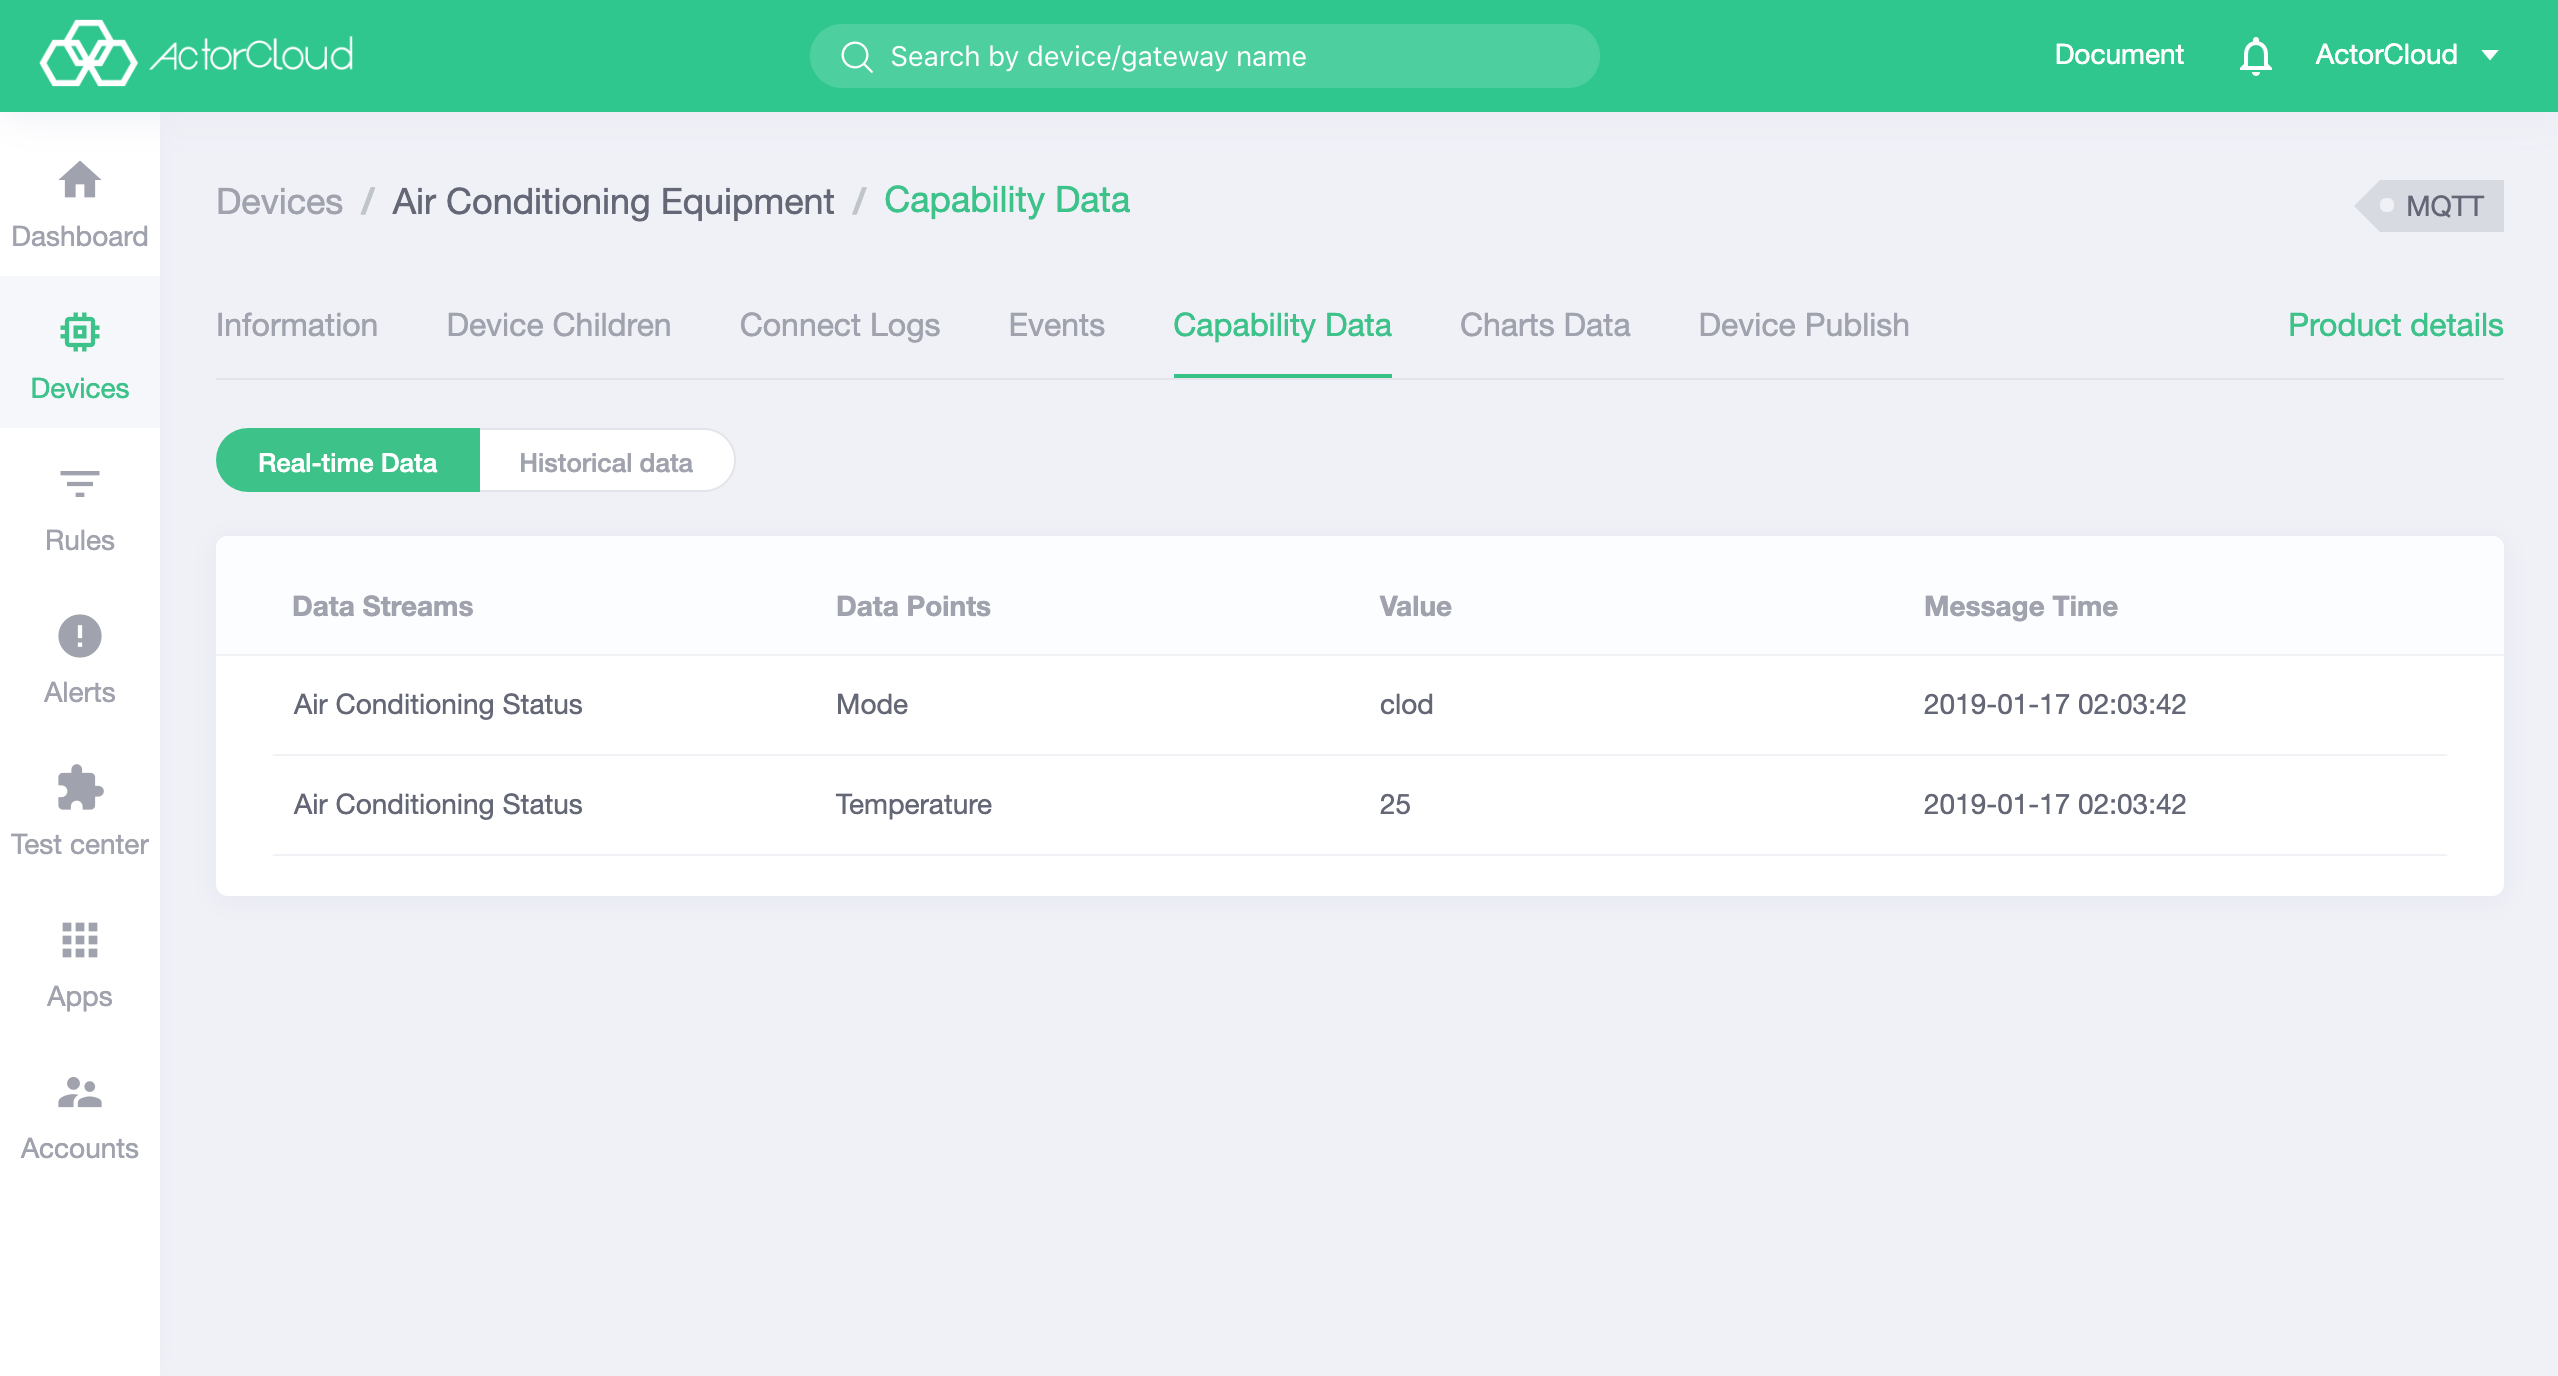 ActorCloud
Search by device/gateway name
Document
ActorCloud
Dashboard
Devices
Rules
Alerts
Test center
Apps
Accounts
Devices / Air Conditioning Equipment / Capability Data
MQTT
Information Device Children Connect Logs Events Capability Data Charts Data Device Publish Product details
Real-time Data Historical data
Data Streams Data Points Value Message Time
Air Conditioning Status Mode clod 2019-01-17 02:03:42
Air Conditioning Status Temperature 25 2019-01-17 02:03:42